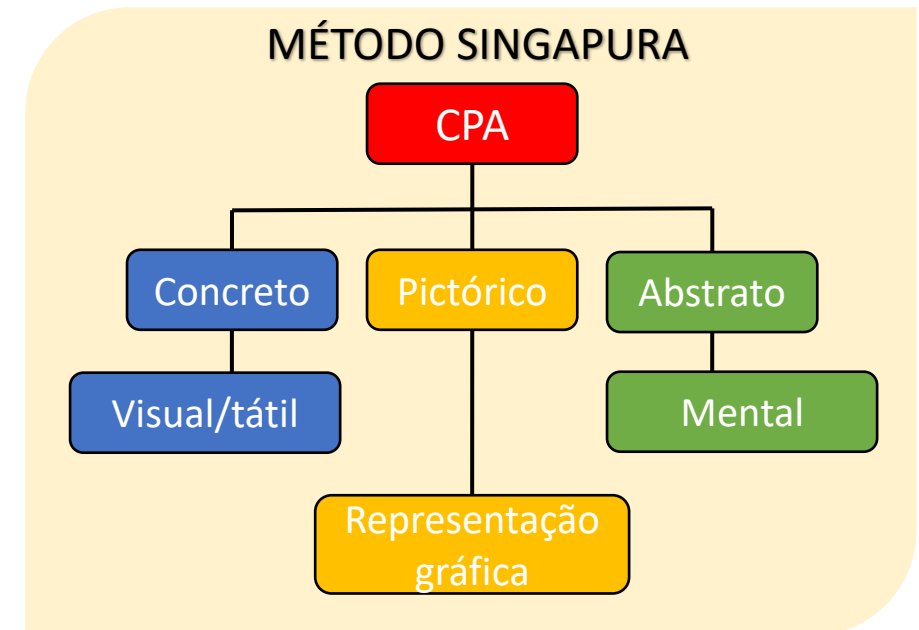 MÉTODO SINGAPURA
CPA
Concreto
Pictórico
Abstrato
Visual/tátil
Mental
Representação
gráfica